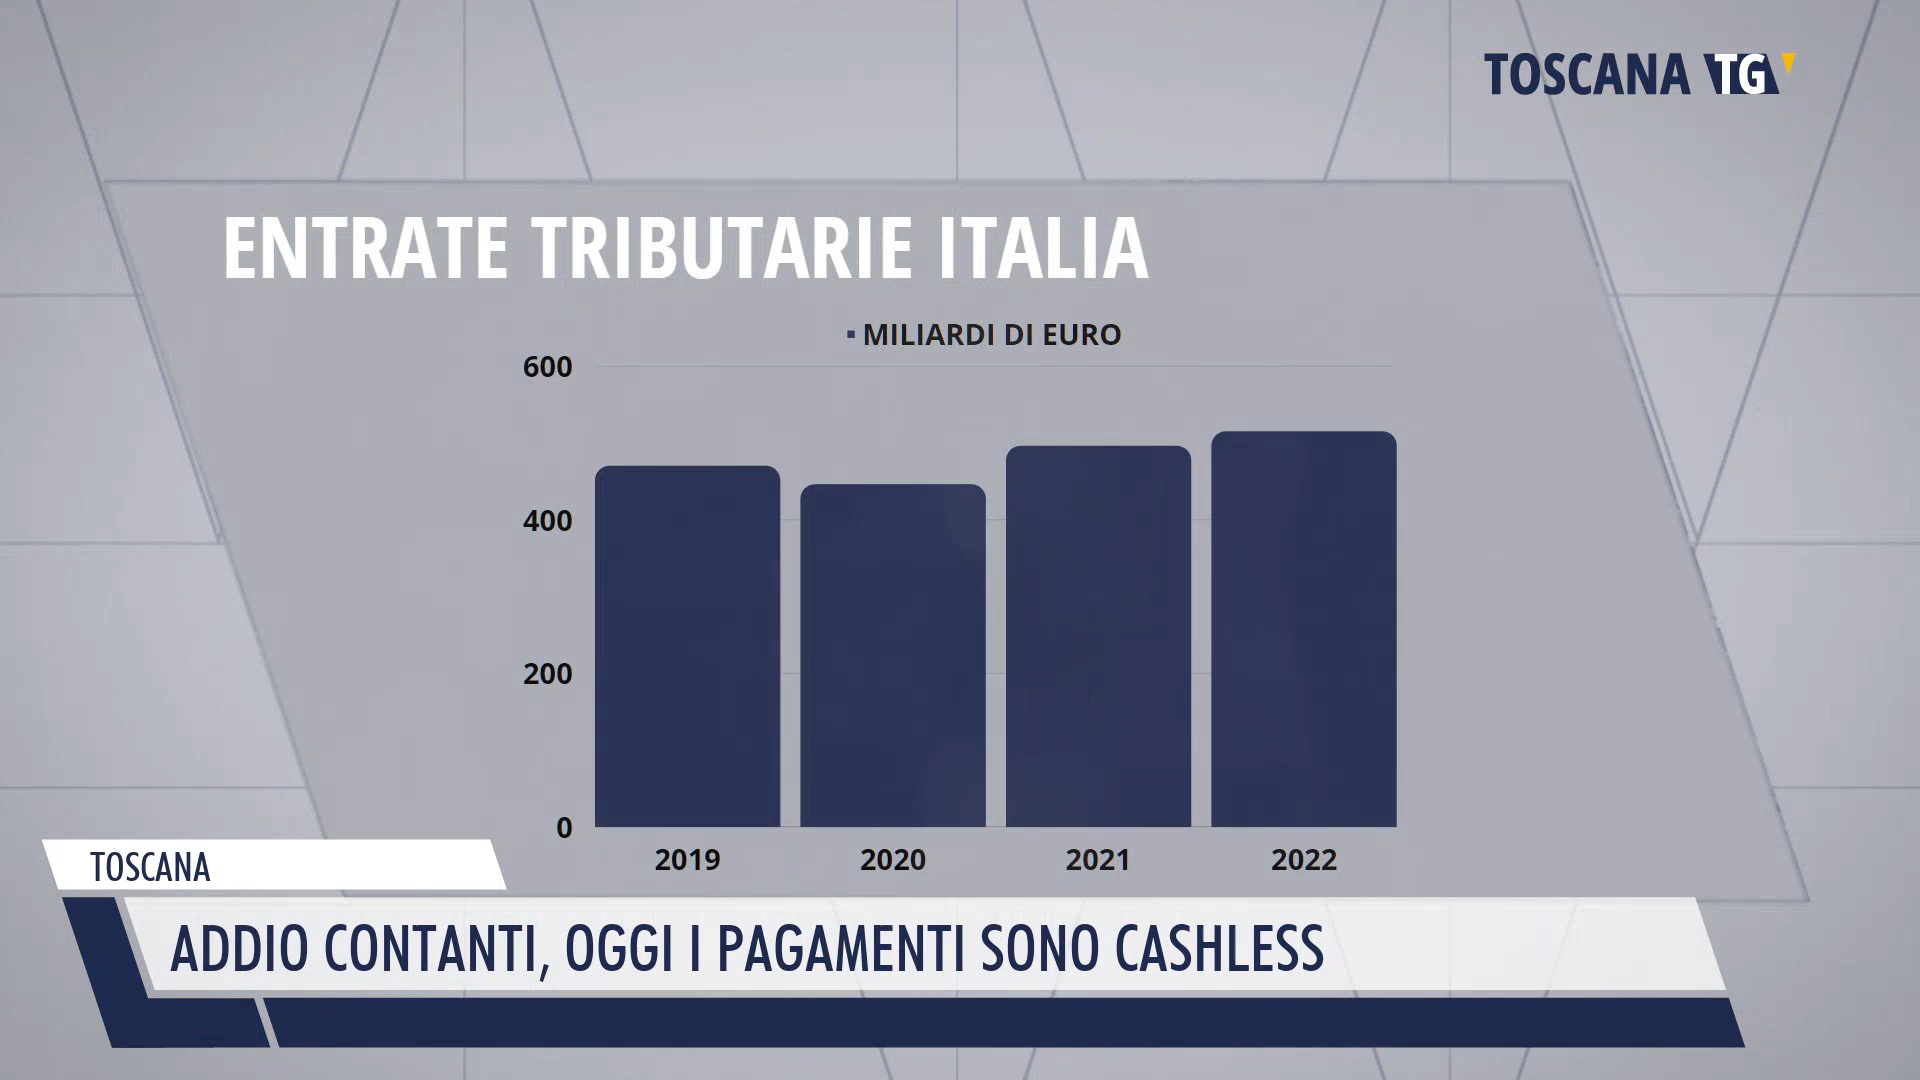 TOSCANA TG
ENTRATE TRIBUTARIE ITALIA
MILIARDI DI EURO
600
400
200
0
2019 2020 2021 2022
TOSCANA
ADDIO CONTANTI, OGGI I PAGAMENTI SONO CASHLESS